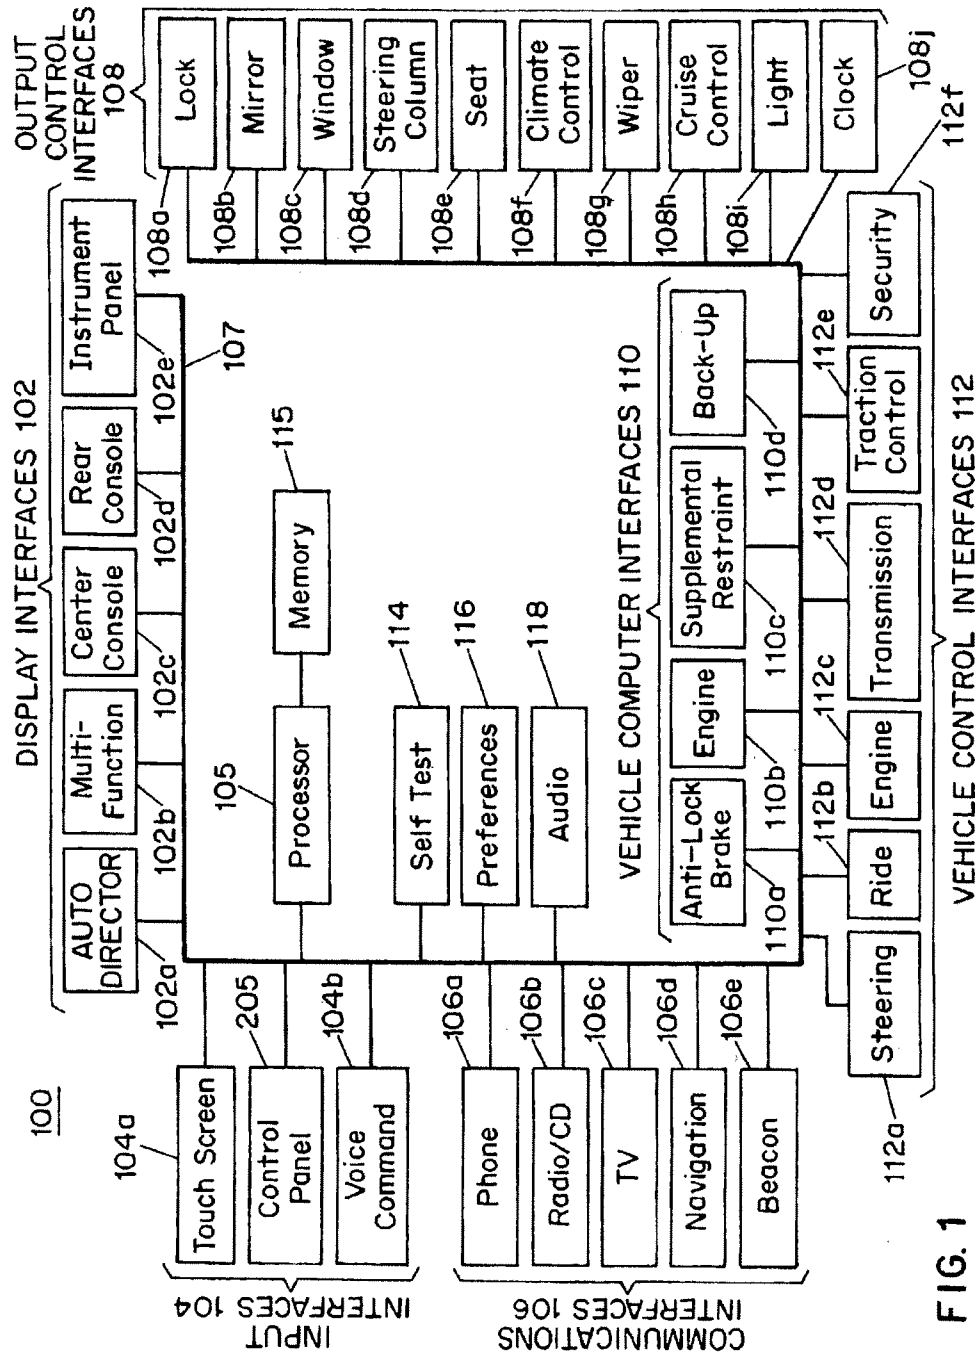 100
DISPLAY INTERFACES 102
AUTO
DIRECTOR
Multi-
Function
Center
Console
Rear
Console
Instrument
Panel
102a
102b
102c
102d
102e
107
OUTPUT
CONTROL
INTERFACES
108
Lock
Mirror
Window
Steering
Column
Seat
Climate
Control
Wiper
Cruise
Control
Light
Clock
108a
108b
108c
108d
108e
108f
108g
108h
108i
108j
INPUT
INTERFACES 104
104a
Touch Screen
205
Control
Panel
104b
Voice
Command
105
Processor
115
Memory
114
Self Test
116
Preferences
118
Audio
COMMUNICATIONS
INTERFACES 106
106a
Phone
106b
Radio/CD
106c
TV
106d
Navigation
106e
Beacon
VEHICLE COMPUTER INTERFACES 110
Anti-Lock
Brake
Engine
Supplemental
Restraint
Back-Up
110a
110b
110c
110d
112b
112c
112d
112e
112f
Steering
Ride
Engine
Transmission
Traction
Control
Security
112a
VEHICLE CONTROL INTERFACES 112
FIG. 1